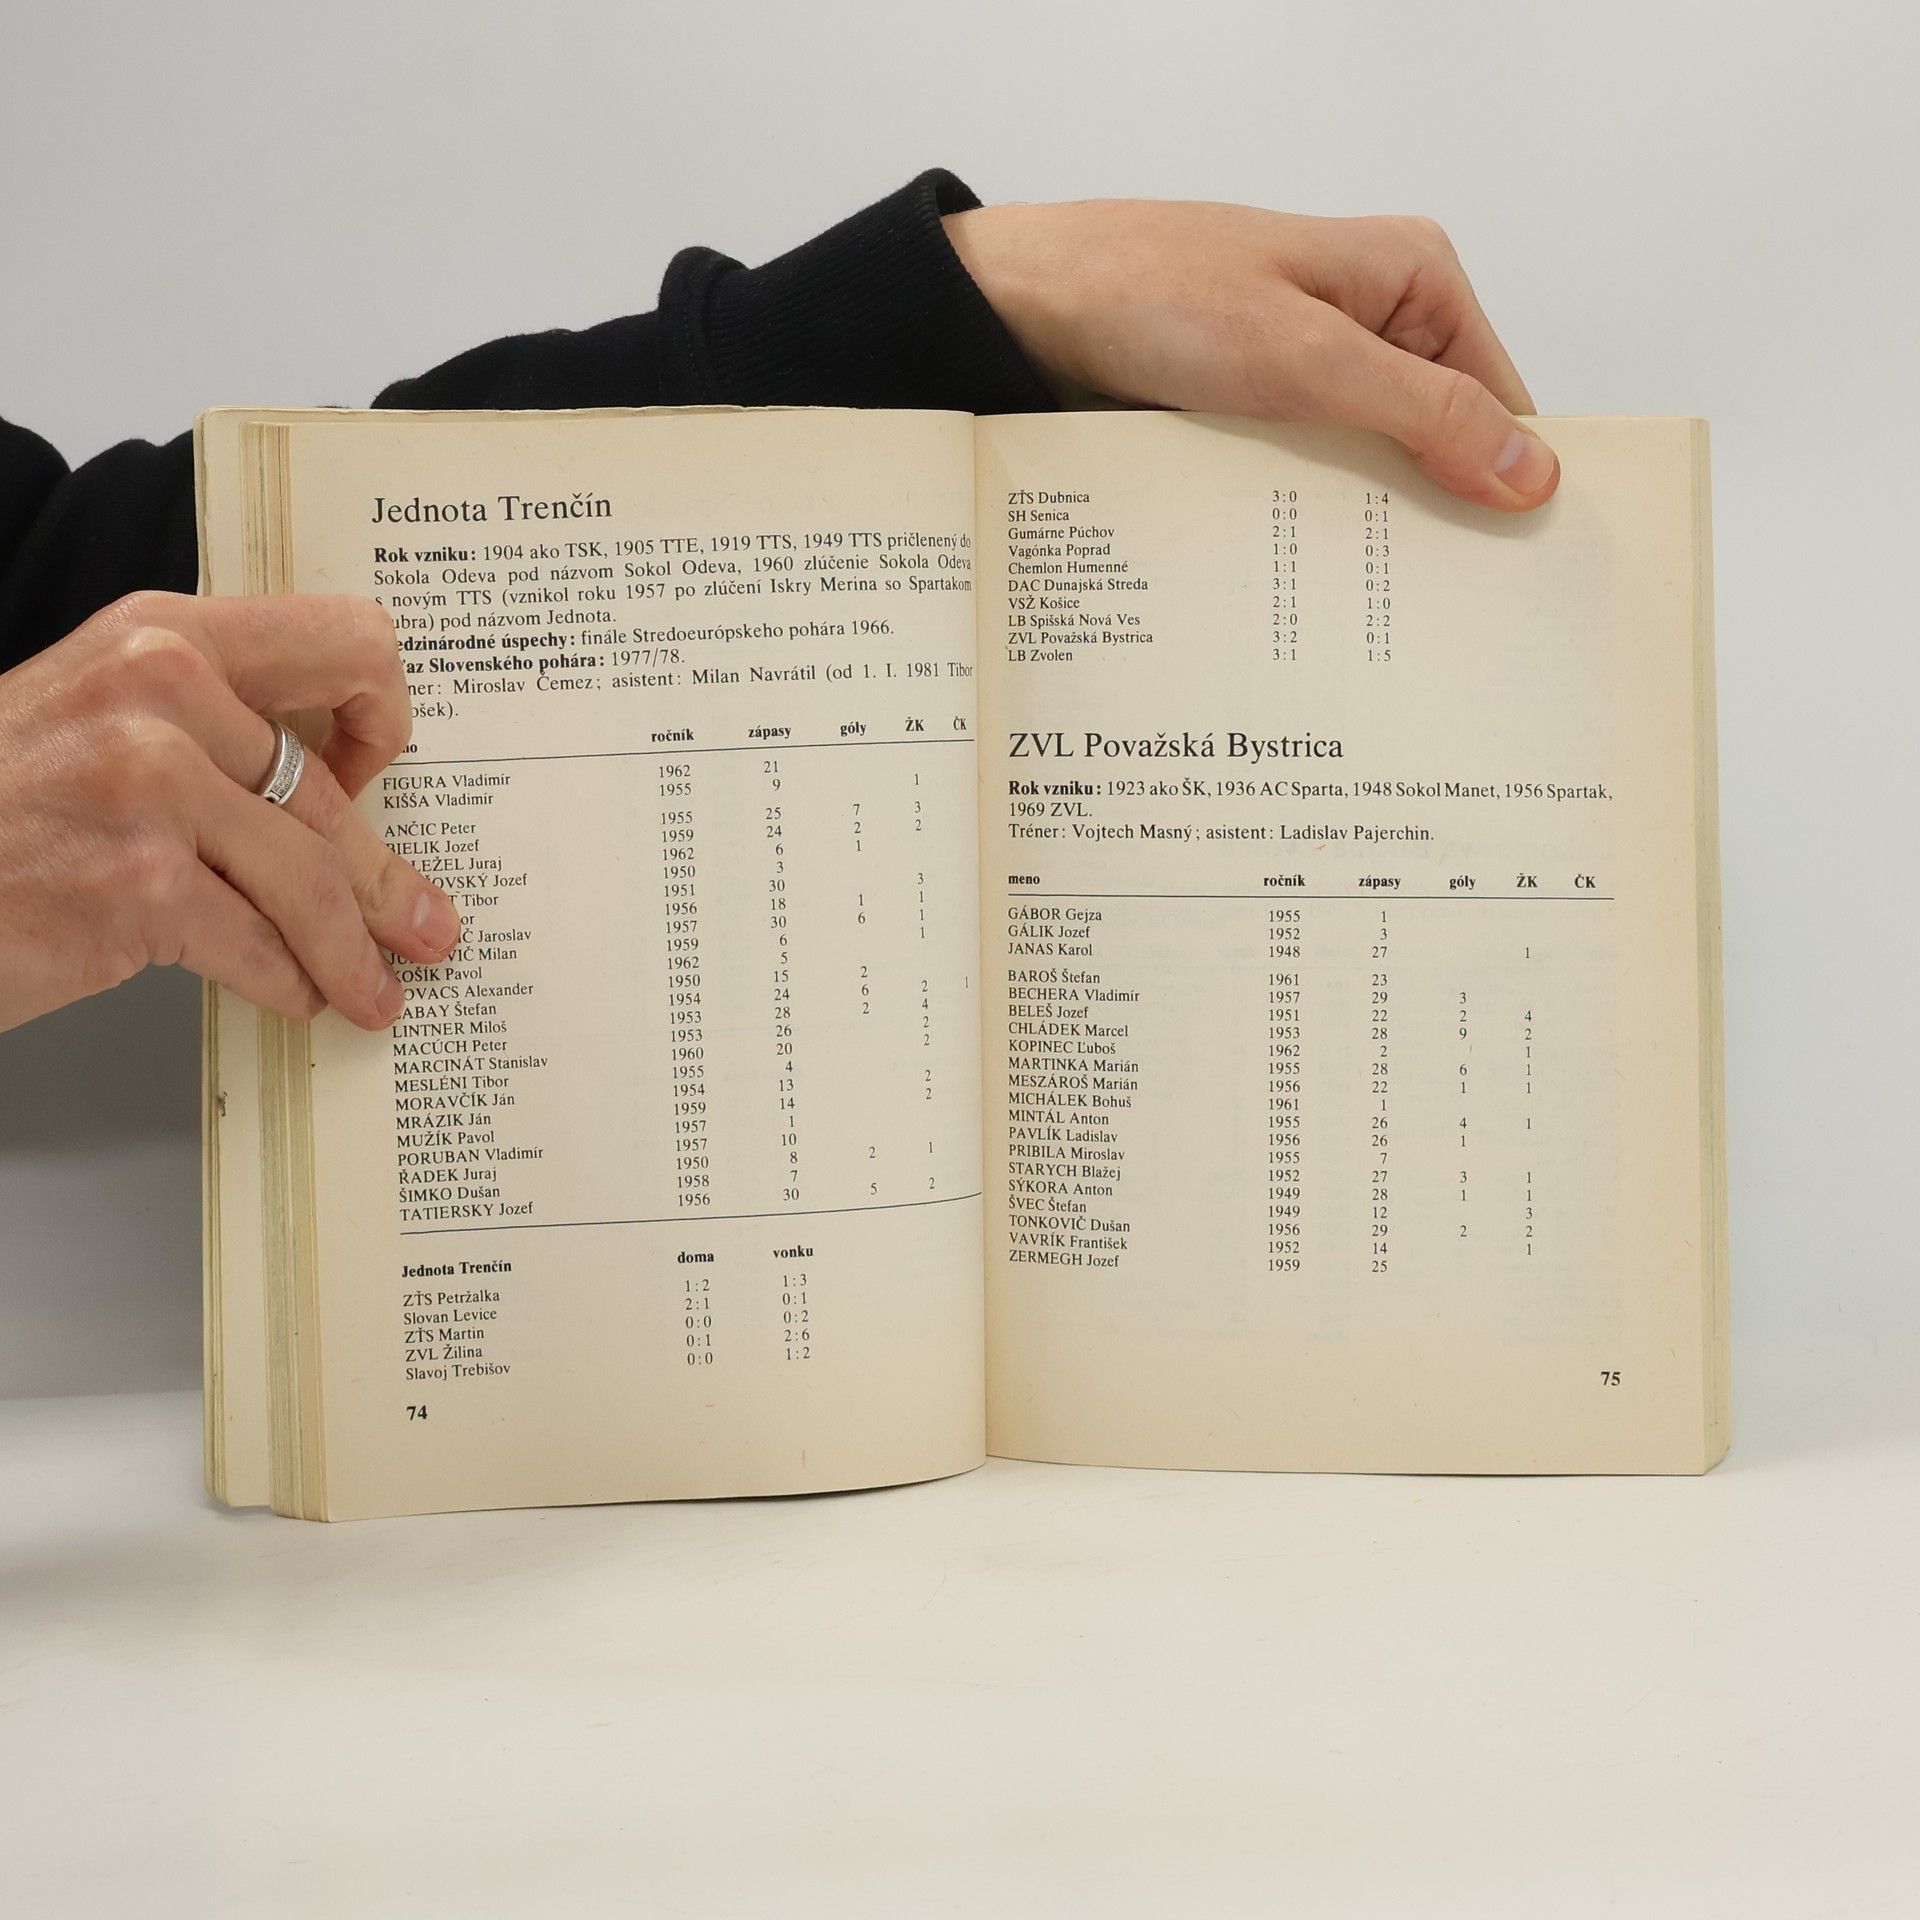 Jednota Trenčín
Rok vzniku: 1904 ako TSK, 1905 TTE, 1919 TTS, 1949 TTS pričlenený do
Sokola Odeva pod názvom Sokol Odeva, 1960 zlúčenie Sokola Odeva
s novým TTS (vznikol roku 1957 po zlúčení Iskry Merina so Spartakom
ubra) pod názvom Jednota.
edzinárodné úspechy: finále Stredoeurópskeho pohára 1966.
az Slovenského pohára: 1977/78.
ner: Miroslav Čemez; asistent: Milan Navrátil (od 1. I. 1981 Tibor
ošek).
no ročník zápasy góly ŽK ČK
FIGURA Vladimír 1962 21
KIŠŠA Vladimír 1955 9 1
ANČIC Peter 1955 25 7 3
BIELIK Jozef 1959 24 2 2
LEŽEL Juraj 1962 6 1
OVSKÝ Jozef 1950 3
Tibor 1951 30 3
or 1956 18 1 1
IČ Jaroslav 1957 30 6 1
VIČ Milan 1959 6 1
KOŠÍK Pavol 1962 5
OVACS Alexander 1950 15 2
ABAY Štefan 1954 24 6 2 1
LINTNER Miloš 1953 28 2 4
MACÚCH Peter 1953 26 2
MARCINÁT Stanislav 1960 20 2
MESLÉNI Tibor 1955 4
MORAVČÍK Ján 1954 13 2
MRÁZIK Ján 1959 14 2
MUŽÍK Pavol 1957 1
PORUBAN Vladimír 1957 10
ŘADEK Juraj 1950 8 2 1
ŠIMKO Dušan 1958 7
TATIERSKY Jozef 1956 30 5 2
Jednota Trenčín doma vonku
ZŤS Petržalka 1:2 1:3
Slovan Levice 2:1 0:1
ZŤS Martin 0:0 0:2
ZVL Žilina 0:1 2:6
Slavoj Trebišov 0:0 1:2
74
ZŤS Dubnica 3:0 1:4
SH Senica 0:0 0:1
Gumárne Púchov 2:1 2:1
Vagónka Poprad 1:0 0:3
Chemlon Humenné 1:1 0:1
DAC Dunajská Streda 3:1 0:2
VSŽ Košice 2:1 1:0
LB Spišská Nová Ves 2:0 2:2
ZVL Považská Bystrica 3:2 0:1
LB Zvolen 3:1 1:5
ZVL Považská Bystrica
Rok vzniku: 1923 ako ŠK, 1936 AC Sparta, 1948 Sokol Manet, 1956 Spartak,
1969 ZVL.
Tréner: Vojtech Masný; asistent: Ladislav Pajerchin.
meno ročník zápasy góly ŽK ČK
GÁBOR Gejza 1955 1
GÁLIK Jozef 1952 3
JANAS Karol 1948 27 1
BAROŠ Štefan 1961 23
BECHERA Vladimír 1957 29 3
BELEŠ Jozef 1951 22 2 4
CHLÁDEK Marcel 1953 28 9 2
KOPINEC Ľuboš 1962 2 1
MARTINKA Marián 1955 28 6 1
MESZÁROŠ Marián 1956 22 1 1
MICHÁLEK Bohuš 1961 1
MINTÁL Anton 1955 26 4 1
PAVLÍK Ladislav 1956 26 1
PRIBILA Miroslav 1955 7
STARYCH Blažej 1952 27 3 1
SÝKORA Anton 1949 28 1 1
ŠVEC Štefan 1949 12 3
TONKOVIČ Dušan 1956 29 2 2
VAVRÍK František 1952 14 1
ZERMEGH Jozef 1959 25
75